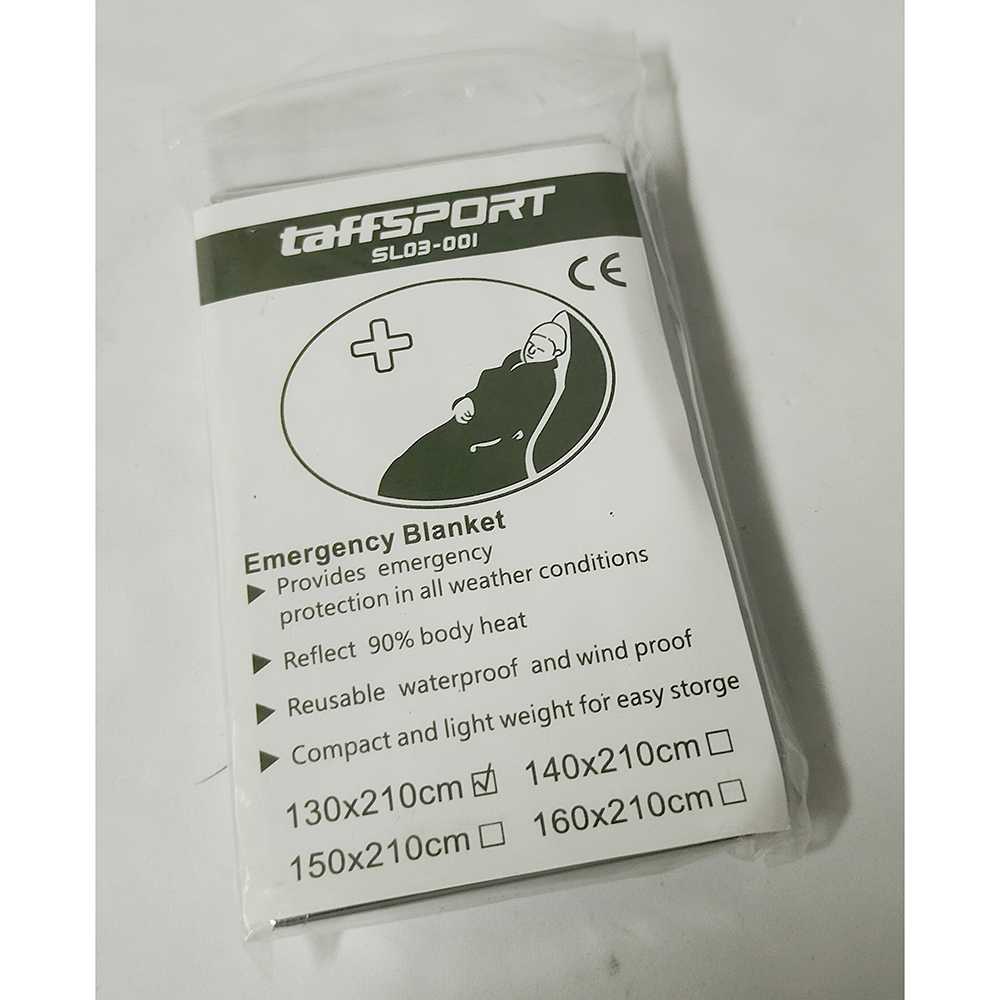 taffSPORT
SL03-001
CE
Emergency Blanket
Provides emergency
protection in all weather conditions
Reflect 90% body heat
Reusable waterproof and wind proof
Compact and light weight for easy storge
130x210cm 140x210cm
150x210cm 160x210cm